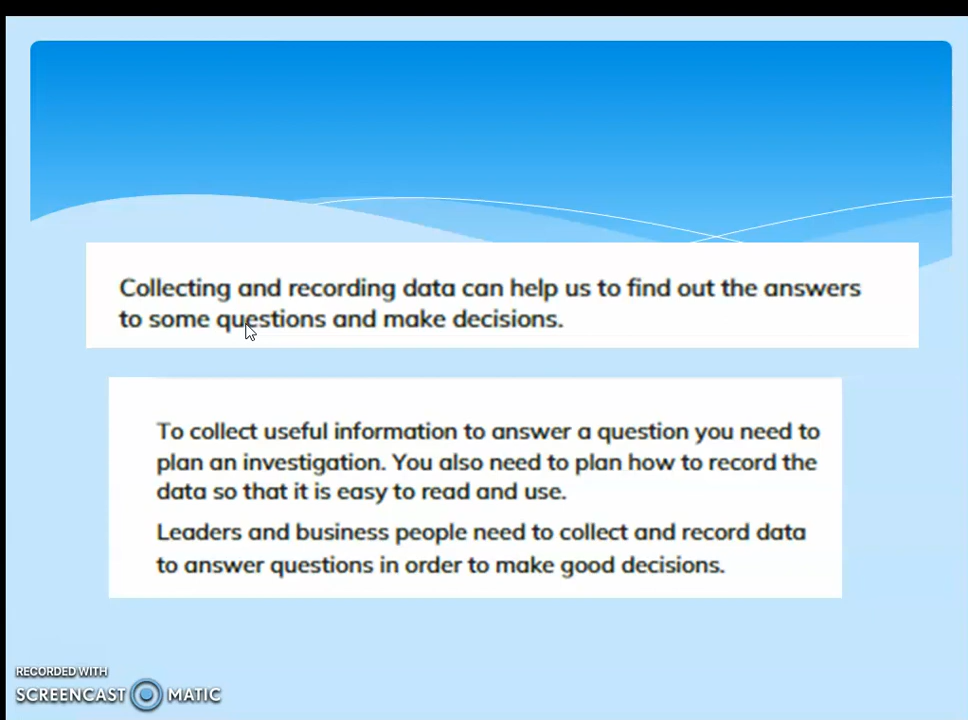 Collecting and recording data can help us to find out the answers
to some questions and make decisions.
To collect useful information to answer a question you need to
plan an investigation. You also need to plan how to record the
data so that it is easy to read and use.
Leaders and business people need to collect and record data
to answer questions in order to make good decisions.
RECORDED WITH
SCREENCAST MATIC